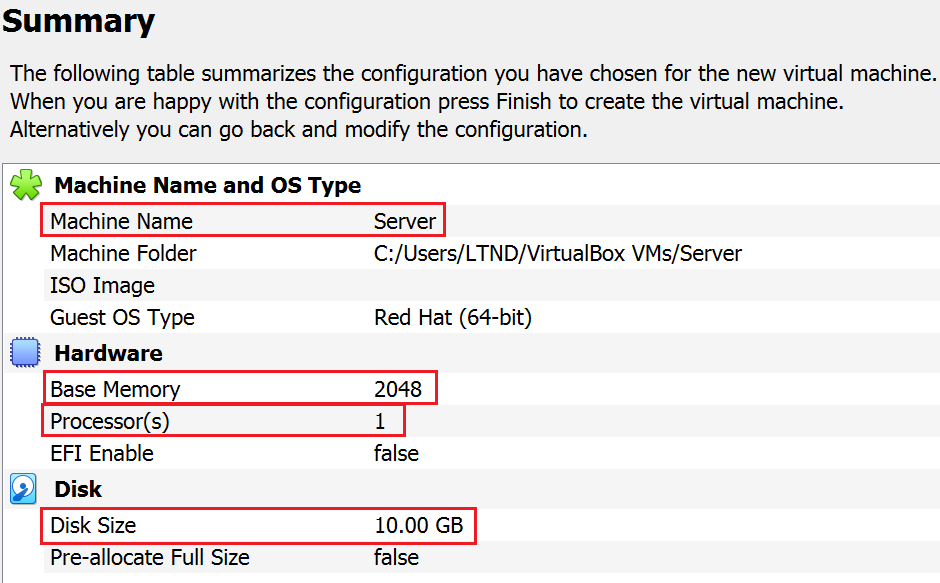 Summary
The following table summarizes the configuration you have chosen for the new virtual machine.
When you are happy with the configuration press Finish to create the virtual machine.
Alternatively you can go back and modify the configuration.
Machine Name and OS Type
Machine Name Server
Machine Folder C:/Users/LTND/VirtualBox VMs/Server
ISO Image
Guest OS Type Red Hat (64-bit)
Hardware
Base Memory 2048
Processor(s) 1
EFI Enable false
Disk
Disk Size 10.00 GB
Pre-allocate Full Size false